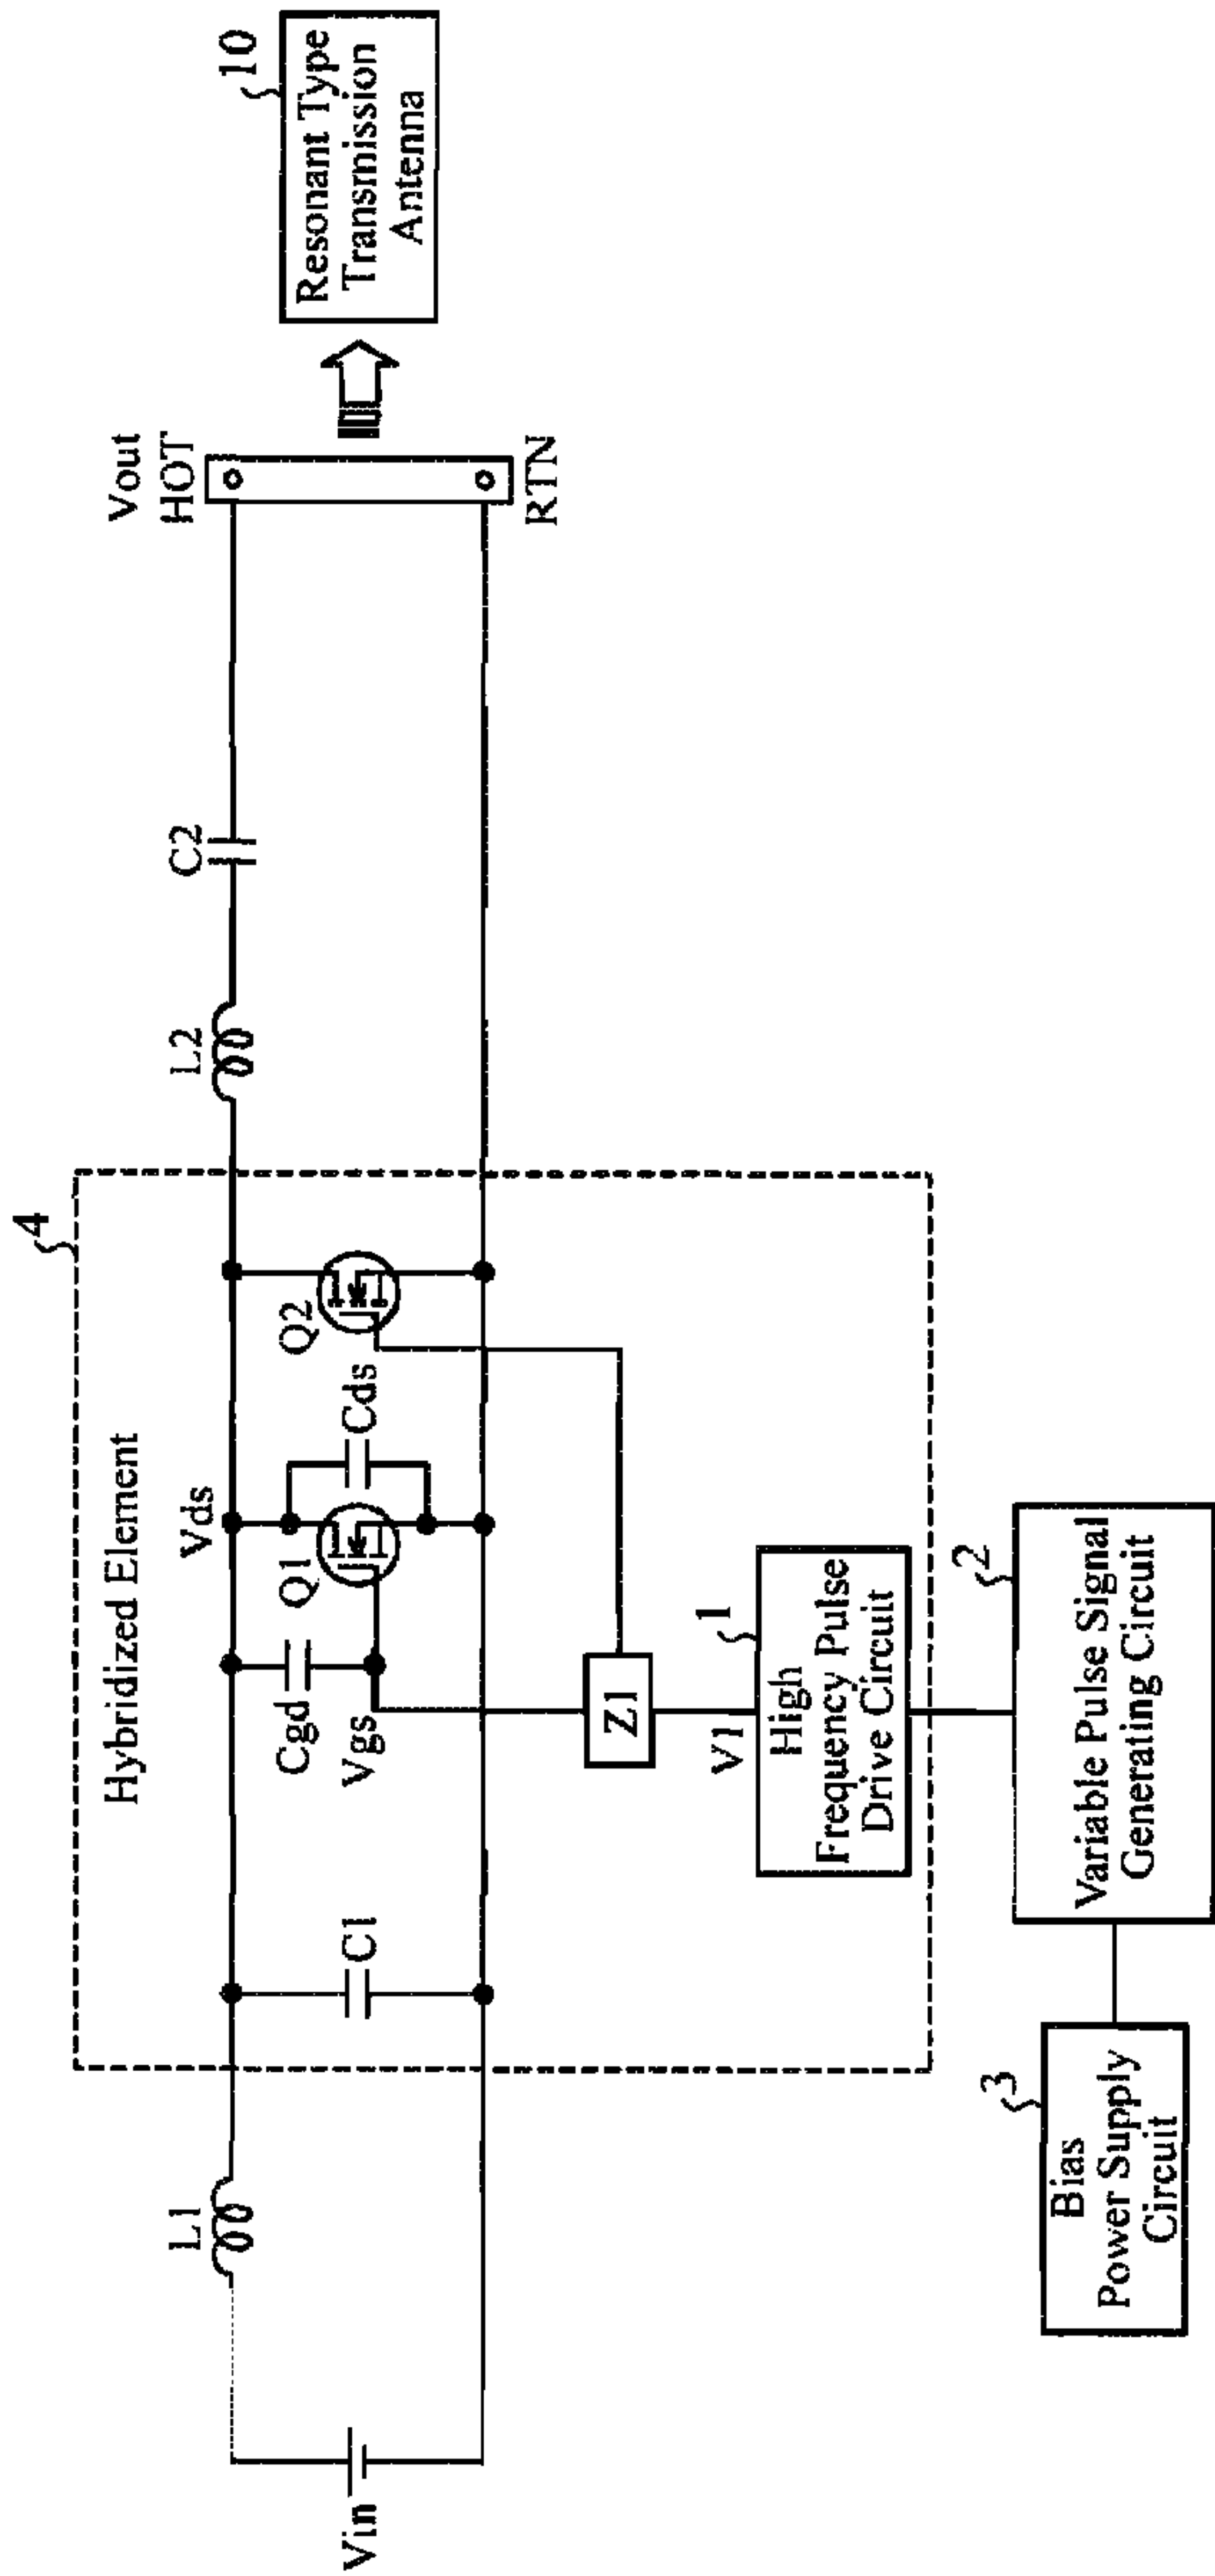 Hybridized Element
4
Vin
L1
C1
Cgd
Vgs
Vds
Q1
Cds
Q2
L2
C2
Vout
HOT
RTN
10
Resonant Type
Transmission
Antenna
Z1
V1
1
High
Frequency Pulse
Drive Circuit
2
Variable Pulse Signal
Generating Circuit
3
Bias
Power Supply
Circuit